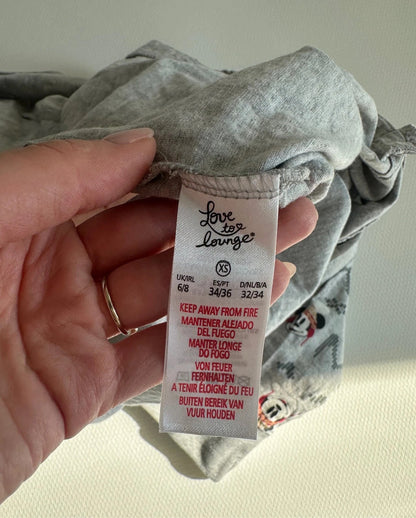 Love
to
lounge®
XS
UK/IRL ES/PT D/NL/B/A
6/8 34/36 32/34
KEEP AWAY FROM FIRE
MANTENER ALEJADO
DEL FUEGO
MANTER LONGE
DO FOGO
VON FEUER
FERNHALTEN
A TENIR ÉLOIGNÉ DU FEU
BUITEN BEREIK VAN
VUUR HOUDEN